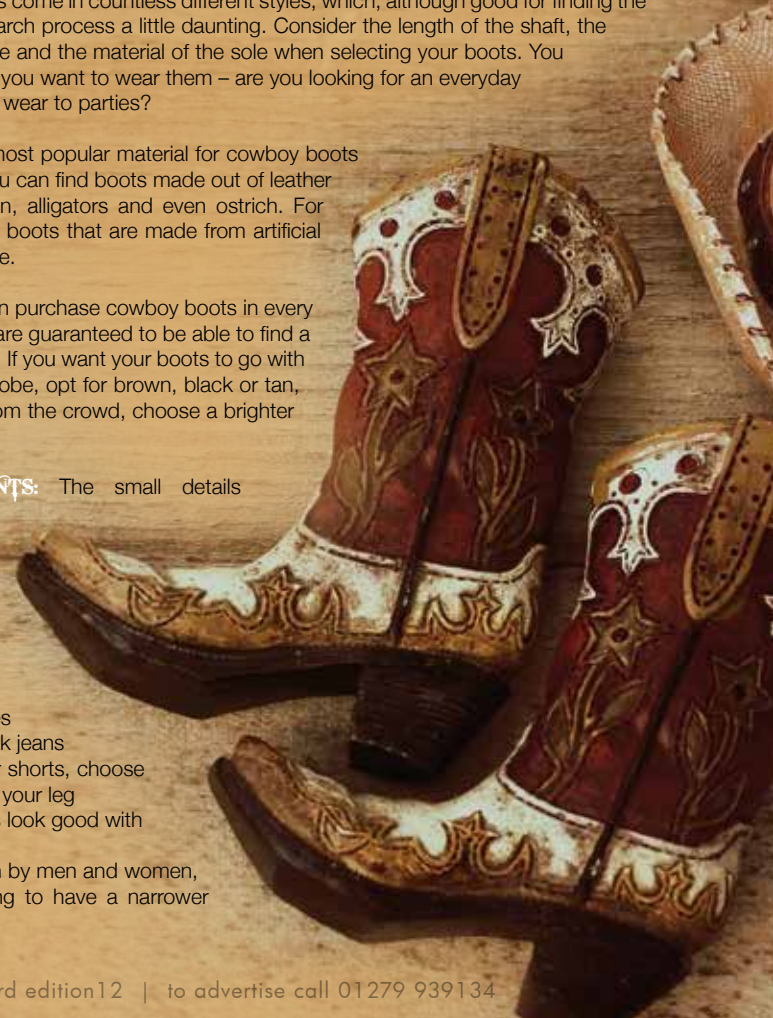 come in countless different styles, which, although good for finding the
arch process a little daunting. Consider the length of the shaft, the
e and the material of the sole when selecting your boots. You
you want to wear them – are you looking for an everyday
wear to parties?
most popular material for cowboy boots
u can find boots made out of leather
n, alligators and even ostrich. For
boots that are made from artificial
e.
n purchase cowboy boots in every
are guaranteed to be able to find a
If you want your boots to go with
obe, opt for brown, black or tan,
om the crowd, choose a brighter
NTS: The small details
es
k jeans
r shorts, choose
your leg
look good with
n by men and women,
ng to have a narrower
rd edition12 | to advertise call 01279 939134